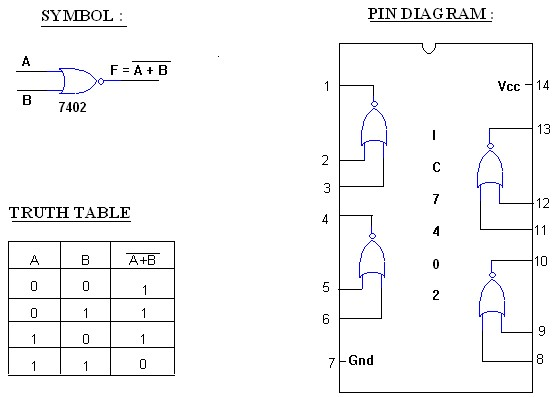 SYMBOL :
A
B
F = A + B
7402
TRUTH TABLE
A B A+B
0 0 1
0 1 1
1 0 1
1 1 0
PIN DIAGRAM :
1
2
3
4
5
6
7 Gnd
I
C
7
4
0
2
Vcc 14
13
12
11
10
9
8